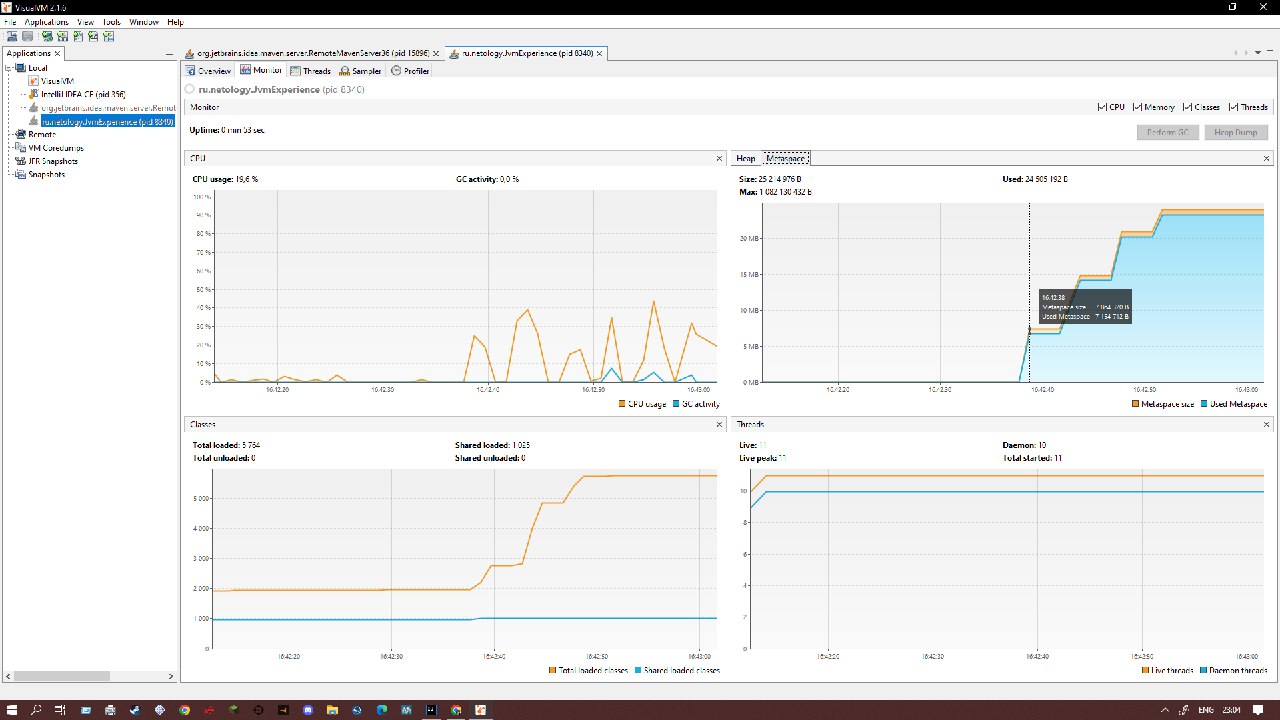 VisualVM 2.1.6
File Applications View Tools Window Help
Applications
Local
VisualVM
IntelliJ IDEA CE (pid 356)
org.jetbrains.idea.maven.server.Remot
ru.netology.JvmExperience (pid 8340)
Remote
VM Coredumps
JFR Snapshots
Snapshots
org.jetbrains.idea.maven.server.RemoteMavenServer36 (pid 15896)
ru.netology.JvmExperience (pid 8340)
Overview Monitor Threads Sampler Profiler
ru.netology.JvmExperience (pid 8340)
Monitor
CPU Memory Classes Threads
Uptime: 0 min 53 sec
Perform GC Heap Dump
CPU
CPU usage: 19,6 % GC activity: 0,0 %
100 %
90 %
80 %
70 %
60 %
50 %
40 %
30 %
20 %
10 %
0 %
16:42:20 16:42:30 16:42:40 16:42:50 16:43:00
CPU usage GC activity
Heap Metaspace
Size: 25 214 976 B Used: 24 505 192 B
Max: 1 082 130 432 B
20 MB
15 MB
10 MB
5 MB
0 MB
16:42:38
Metaspace size 7 864 320 B
Used Metaspace 7 154 712 B
16:42:20 16:42:30 16:42:40 16:42:50 16:43:00
Metaspace size Used Metaspace
Classes
Total loaded: 5 764 Shared loaded: 1 025
Total unloaded: 0 Shared unloaded: 0
5 000
4 000
3 000
2 000
1 000
0
16:42:20 16:42:30 16:42:40 16:42:50 16:43:00
Total loaded classes Shared loaded classes
Threads
Live: 11 Daemon: 10
Live peak: 11 Total started: 11
10
8
6
4
2
0
16:42:20 16:42:30 16:42:40 16:42:50 16:43:00
Live threads Daemon threads
ENG 23:04